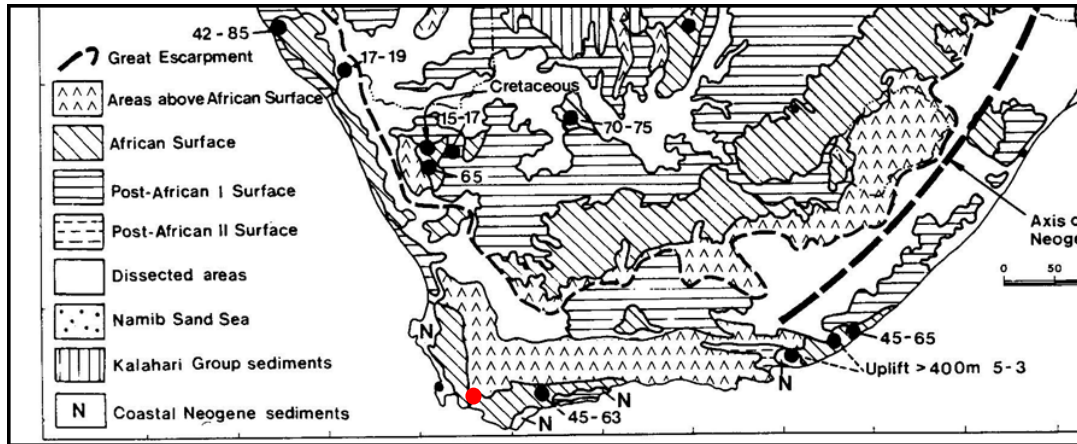 Great Escarpment
Areas above African Surface
African Surface
Post-African I Surface
Post-African II Surface
Dissected areas
Namib Sand Sea
Kalahari Group sediments
N Coastal Neogene sediments
42-85
17-19
Cretaceous
15-17
70-75
65
Axis o
Neoge
0 50
N
45-65
Uplift >400m 5-3
N
N
45-63
N